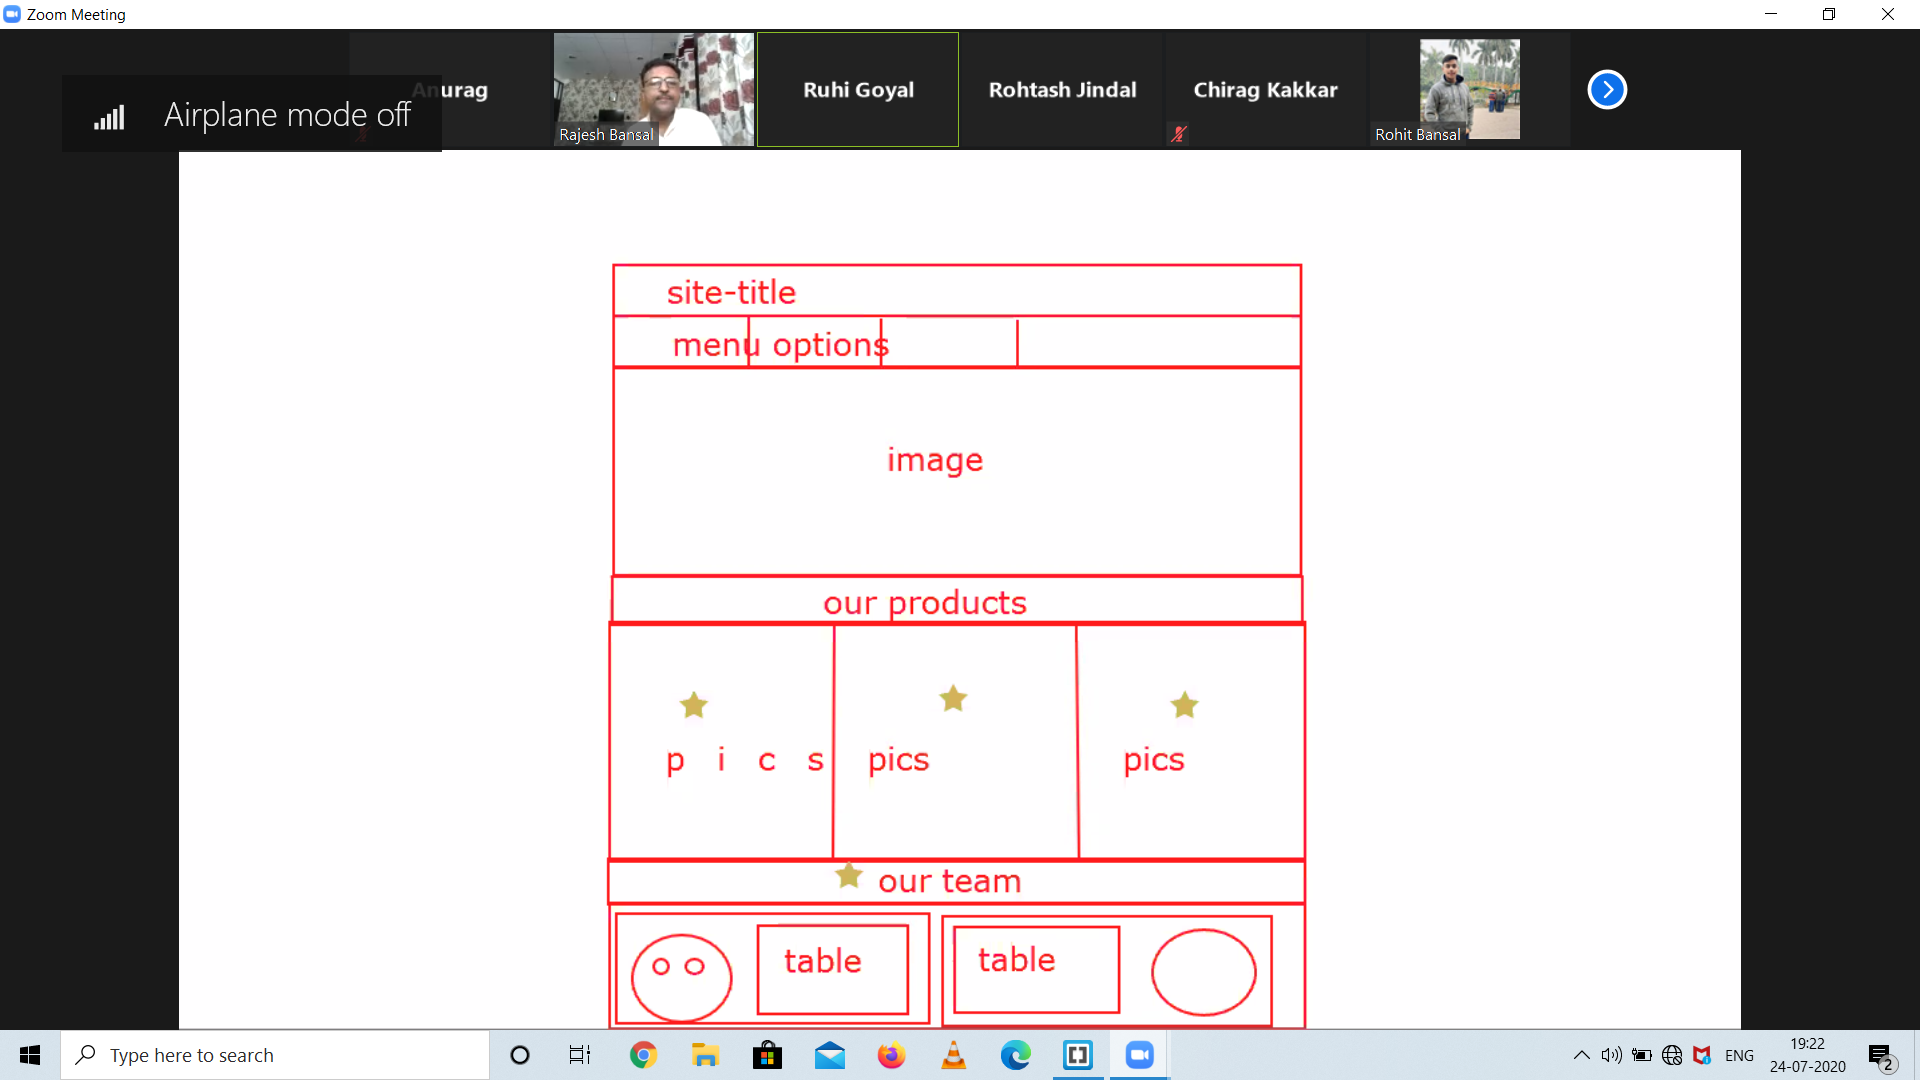 Zoom Meeting
Airplane mode off
Anurag
Rajesh Bansal
Ruhi Goyal
Rohtash Jindal
Chirag Kakkar
Rohit Bansal
site-title
menu options
image
our products
p i c s
pics
pics
our team
table
table
Type here to search
ENG
19:22
24-07-2020
2